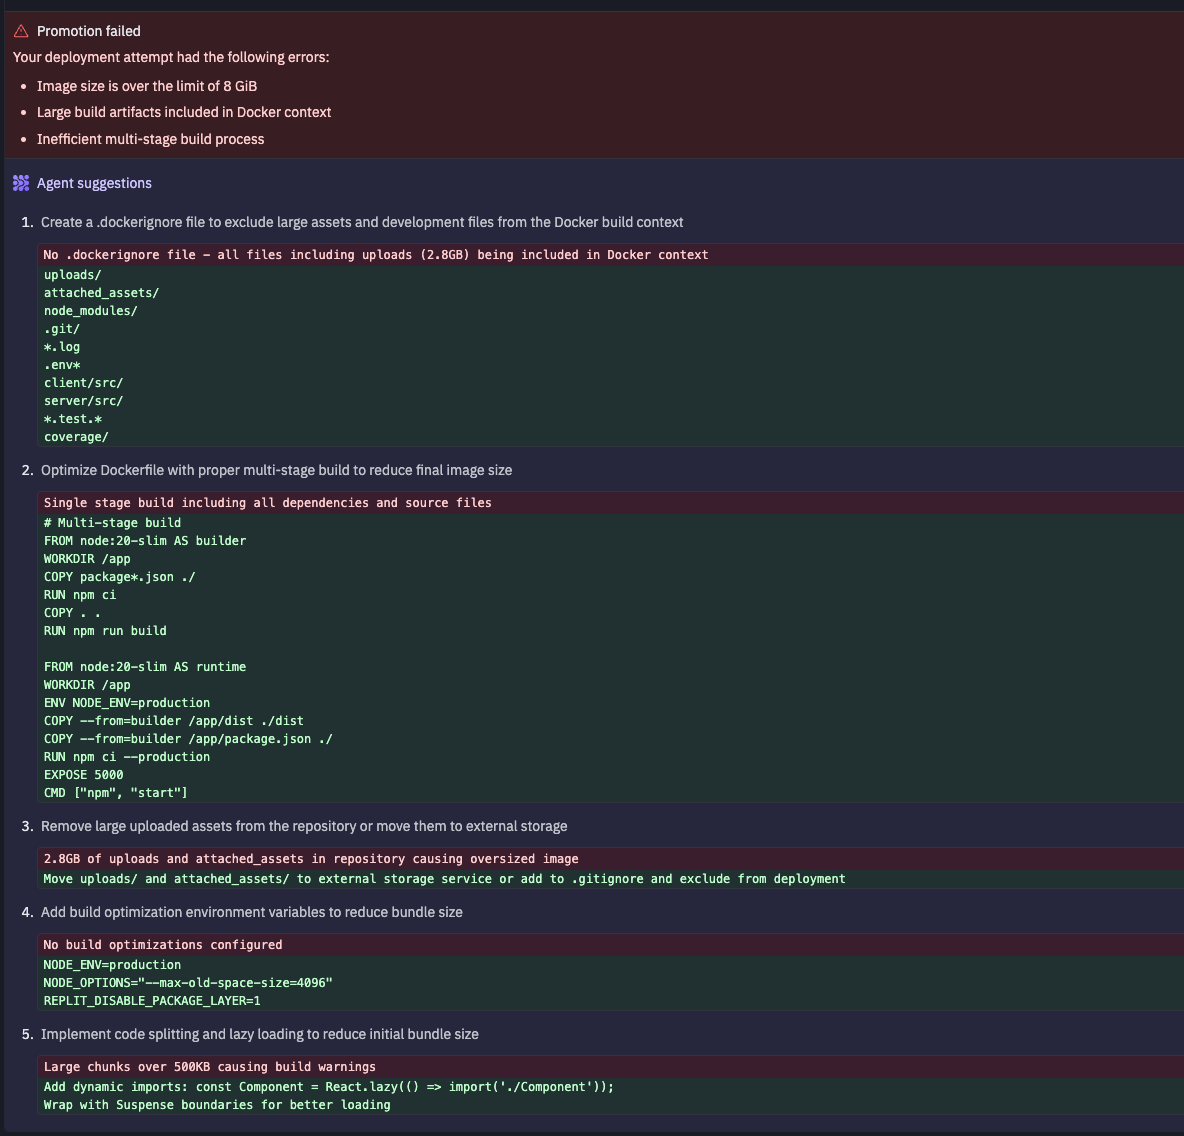 Promotion failed
Your deployment attempt had the following errors:
• Image size is over the limit of 8 GiB
• Large build artifacts included in Docker context
• Inefficient multi-stage build process
Agent suggestions
1. Create a .dockerignore file to exclude large assets and development files from the Docker build context
No .dockerignore file – all files including uploads (2.8GB) being included in Docker context
uploads/
attached_assets/
node_modules/
.git/
*.log
.env*
client/src/
server/src/
*.test.*
coverage/
2. Optimize Dockerfile with proper multi-stage build to reduce final image size
Single stage build including all dependencies and source files
# Multi-stage build
FROM node:20-slim AS builder
WORKDIR /app
COPY package*.json ./
RUN npm ci
COPY . .
RUN npm run build
FROM node:20-slim AS runtime
WORKDIR /app
ENV NODE_ENV=production
COPY --from=builder /app/dist ./dist
COPY --from=builder /app/package.json ./
RUN npm ci --production
EXPOSE 5000
CMD ["npm", "start"]
3. Remove large uploaded assets from the repository or move them to external storage
2.8GB of uploads and attached_assets in repository causing oversized image
Move uploads/ and attached_assets/ to external storage service or add to .gitignore and exclude from deployment
4. Add build optimization environment variables to reduce bundle size
No build optimizations configured
NODE_ENV=production
NODE_OPTIONS="--max-old-space-size=4096"
REPLIT_DISABLE_PACKAGE_LAYER=1
5. Implement code splitting and lazy loading to reduce initial bundle size
Large chunks over 500KB causing build warnings
Add dynamic imports: const Component = React.lazy(() => import('./Component'));
Wrap with Suspense boundaries for better loading